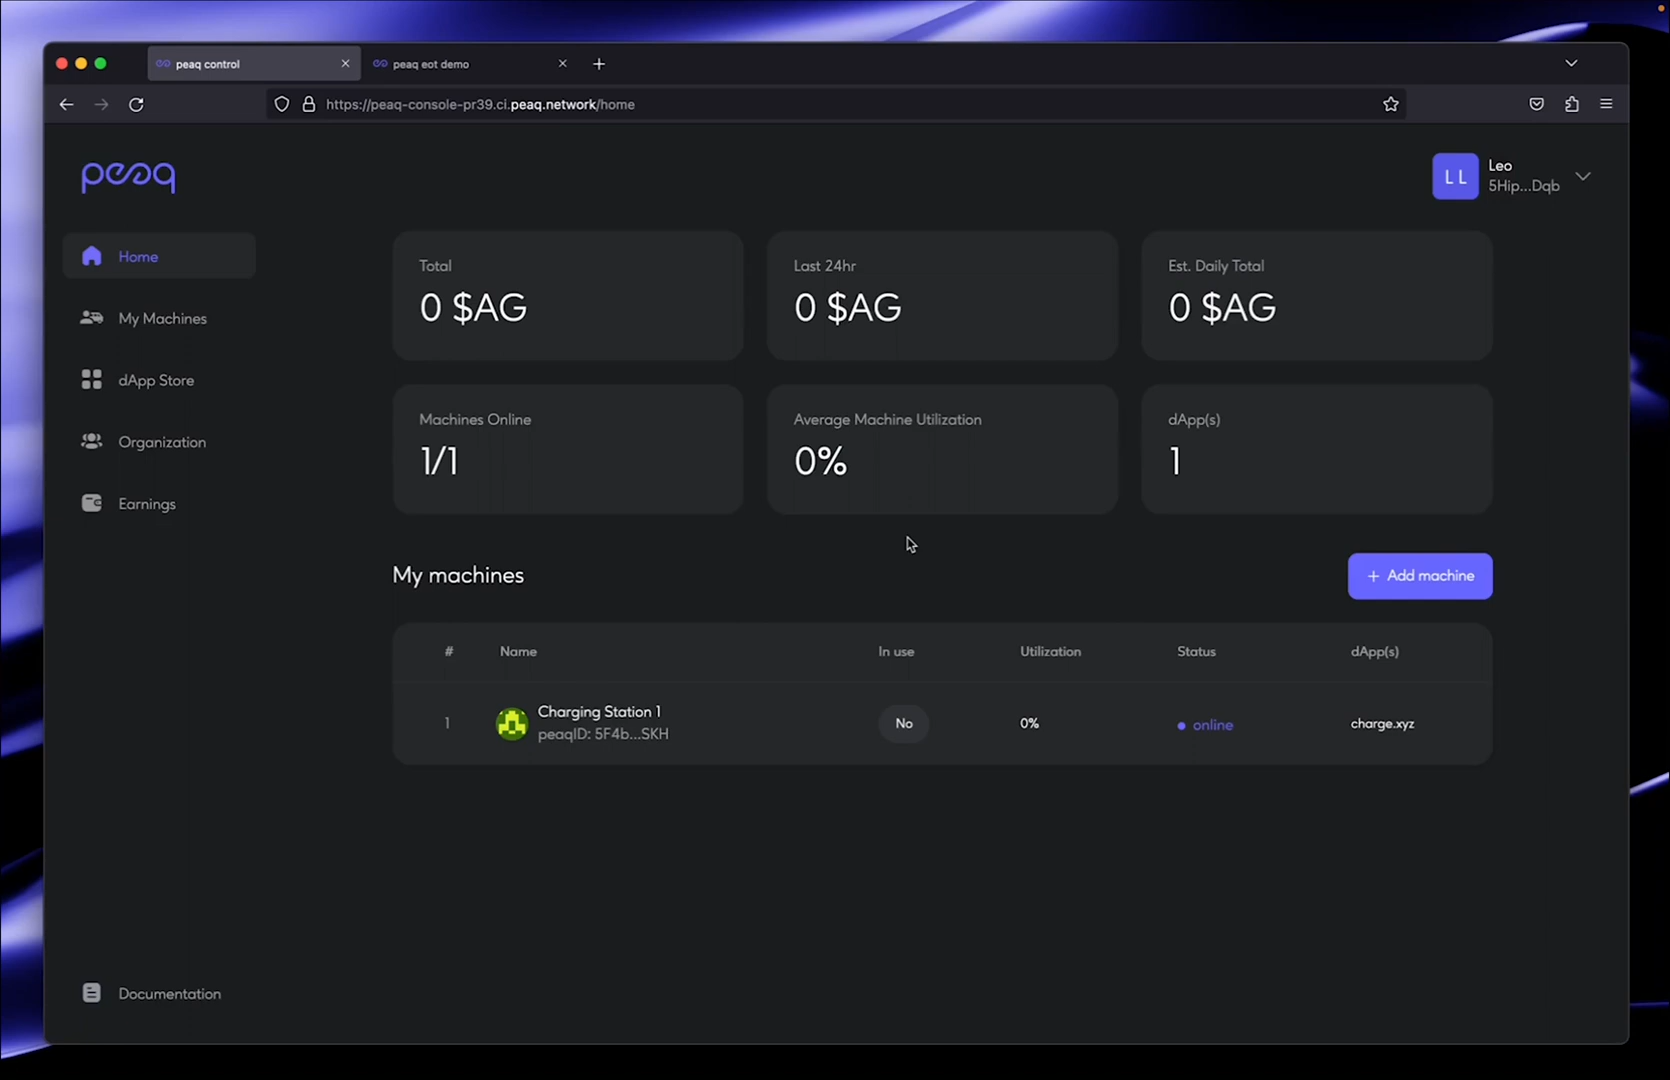 peaq control
peaq eot demo
https://peaq-console-pr39.ci.peaq.network/home
peaq
L L
Leo
5Hip...Dqb
Home
My Machines
dApp Store
Organization
Earnings
Documentation
Total
0 $AG
Last 24hr
0 $AG
Est. Daily Total
0 $AG
Machines Online
1/1
Average Machine Utilization
0%
dApp(s)
1
My machines
+ Add machine
# Name In use Utilization Status dApp(s)
1 Charging Station 1 No 0% online charge.xyz
peaqID: 5F4b...SKH